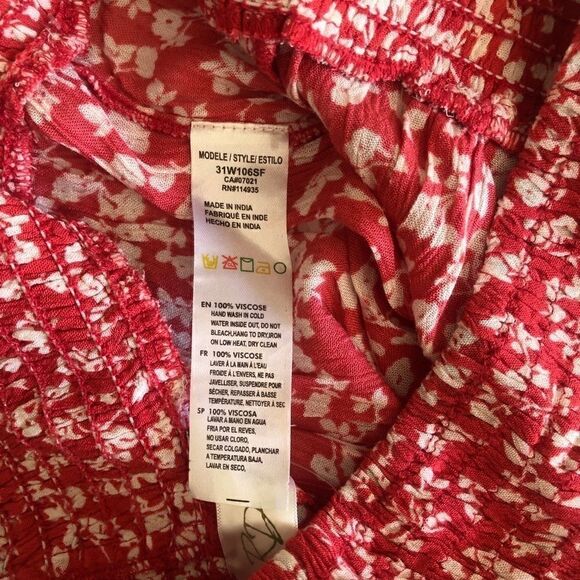 MODELE / STYLE/ ESTILO
31W106SF
CA#07021
RN#114935
MADE IN INDIA
FABRIQUÉ EN INDE
HECHO EN INDIA
EN 100% VISCOSE
HAND WASH IN COLD
WATER INSIDE OUT, DO NOT
BLEACH,HANG TO DRY,IRON
ON LOW HEAT, DRY CLEAN
FR 100% VISCOSE
LAVER À LA MAIN À L'EAU
FROIDE À L'ENVERS, NE PAS
JAVELLISER, SUSPENDRE POUR
SÉCHER, REPASSER À BASSE
TEMPÉRATURE, NETTOYER À SEC
SP 100% VISCOSA
LAVAR A MANO EN AGUA
FRIA POR EL REVES,
NO USAR CLORO,
SECAR COLGADO, PLANCHAR
A TEMPERATURA BAJA,
LAVAR EN SECO,